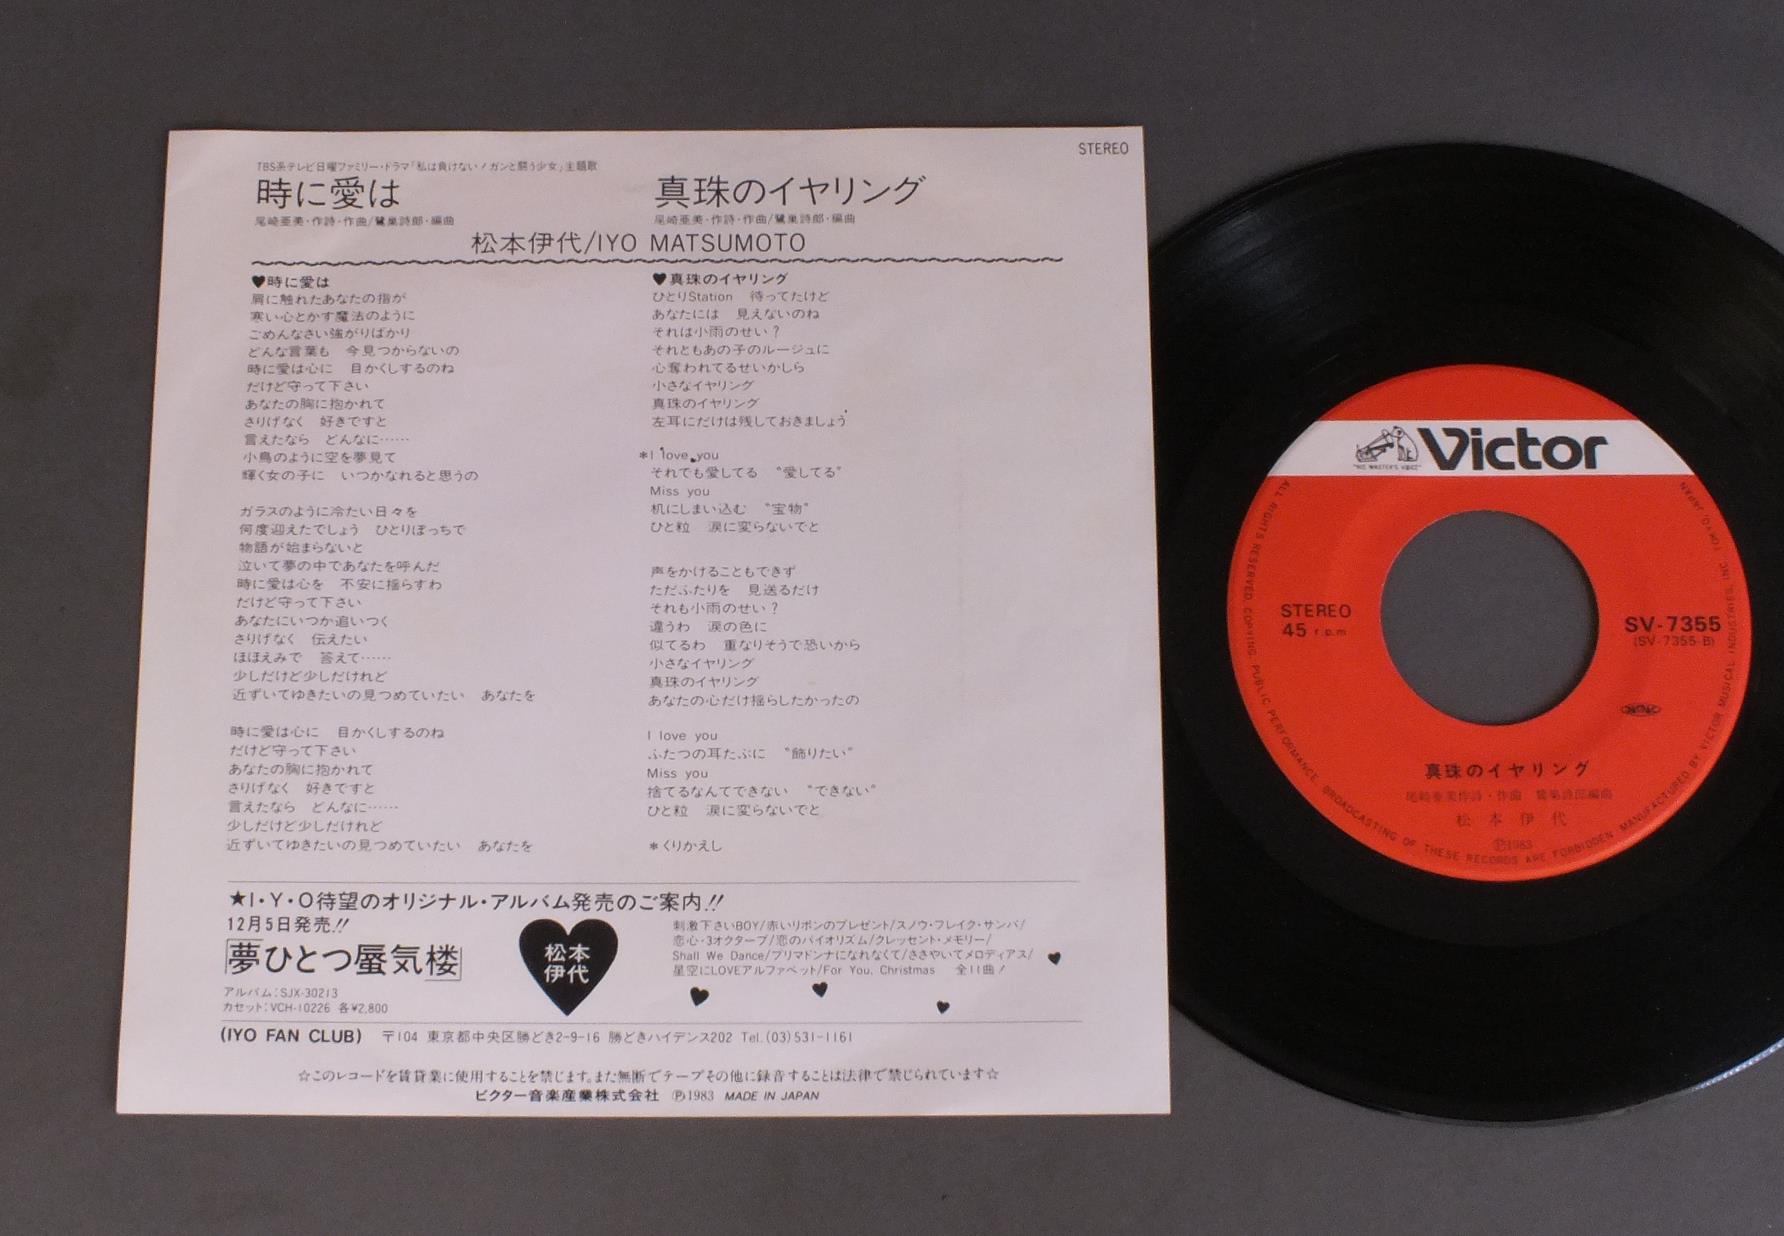 STEREO
TBS系テレビ日曜ファミリー・ドラマ「私は負けない!ガンと闘う少女」主題歌
時に愛は
尾崎亜美・作詩・作曲/鷺巣詩郎・編曲
真珠のイヤリング
尾崎亜美・作詩・作曲/鷺巣詩郎・編曲
松本伊代/IYO MATSUMOTO
♥時に愛は
肩に触れたあなたの指が
寒い心とかす魔法のように
ごめんなさい強がりばかり
どんな言葉も 今見つからないの
時に愛は心に 目かくしするのね
だけど守って下さい
あなたの胸に抱かれて
さりげなく 好きですと
言えたなら どんなに……
小鳥のように空を夢見て
輝く女の子に いつかなれると思うの
ガラスのように冷たい日々を
何度迎えたでしょう ひとりぼっちで
物語が始まらないと
泣いて夢の中であなたを呼んだ
時に愛は心を 不安に揺らすわ
だけど守って下さい
あなたにいつか追いつく
さりげなく 伝えたい
ほほえみで 答えて……
少しだけど少しだけれど
近ずいてゆきたいの見つめていたい あなたを
時に愛は心に 目かくしするのね
だけど守って下さい
あなたの胸に抱かれて
さりげなく 好きですと
言えたなら どんなに……
少しだけど少しだけれど
近ずいてゆきたいの見つめていたい あなたを
♥真珠のイヤリング
ひとりStation 待ってたけど
あなたには 見えないのね
それは小雨のせい?
それともあの子のルージュに
心奪われてるせいかしら
小さなイヤリング
真珠のイヤリング
左耳にだけは残しておきましょう
*I love you
それでも愛してる “愛してる”
Miss you
机にしまい込む “宝物”
ひと粒 涙に変らないでと
声をかけることもできず
ただふたりを 見送るだけ
それも小雨のせい?
違うわ 涙の色に
似てるわ 重なりそうで恐いから
小さなイヤリング
真珠のイヤリング
あなたの心だけ揺らしたかったの
I love you
ふたつの耳たぶに “飾りたい”
Miss you
捨てるなんてできない “できない”
ひと粒 涙に変らないでと
*くりかえし
★I・Y・O待望のオリジナル・アルバム発売のご案内!!
12月5日発売!!
「夢ひとつ蜃気楼」
アルバム:SJX-30213
カセット:VCH-10226 各¥2,800
松本
伊代
刺激下さいBOY/赤いリボンのプレゼント/スノウ・フレイク・サンバ/
恋心・3オクターブ/恋のバイオリズム/クレッセント・メモリー/
Shall We Dance/プリマドンナになれなくて/ささやいてメロディアス/
星空にLOVEアルファベット/For You, Christmas 全11曲!
(IYO FAN CLUB) 〒104 東京都中央区勝どき2-9-16 勝どきハイデンス202 Tel.(03)531-1161
☆このレコードを賃貸業に使用することを禁じます。また無断でテープその他に録音することは法律で禁じられています☆
ビクター音楽産業株式会社 Ⓟ1983 MADE IN JAPAN
"HIS MASTER'S VOICE"
Victor
STEREO
45 r.p.m
SV-7355
(SV-7355-B)
真珠のイヤリング
尾崎亜美作詩・作曲 鷺巣詩郎編曲
松本伊代
Ⓟ1983
ALL RIGHTS RESERVED. COPYING, PUBLIC PERFORMANCE, BROADCASTING OF THESE RECORDS ARE FORBIDDEN MANUFACTURED BY VICTOR MUSICAL INDUSTRIES, INC. TOKYO, JAPAN